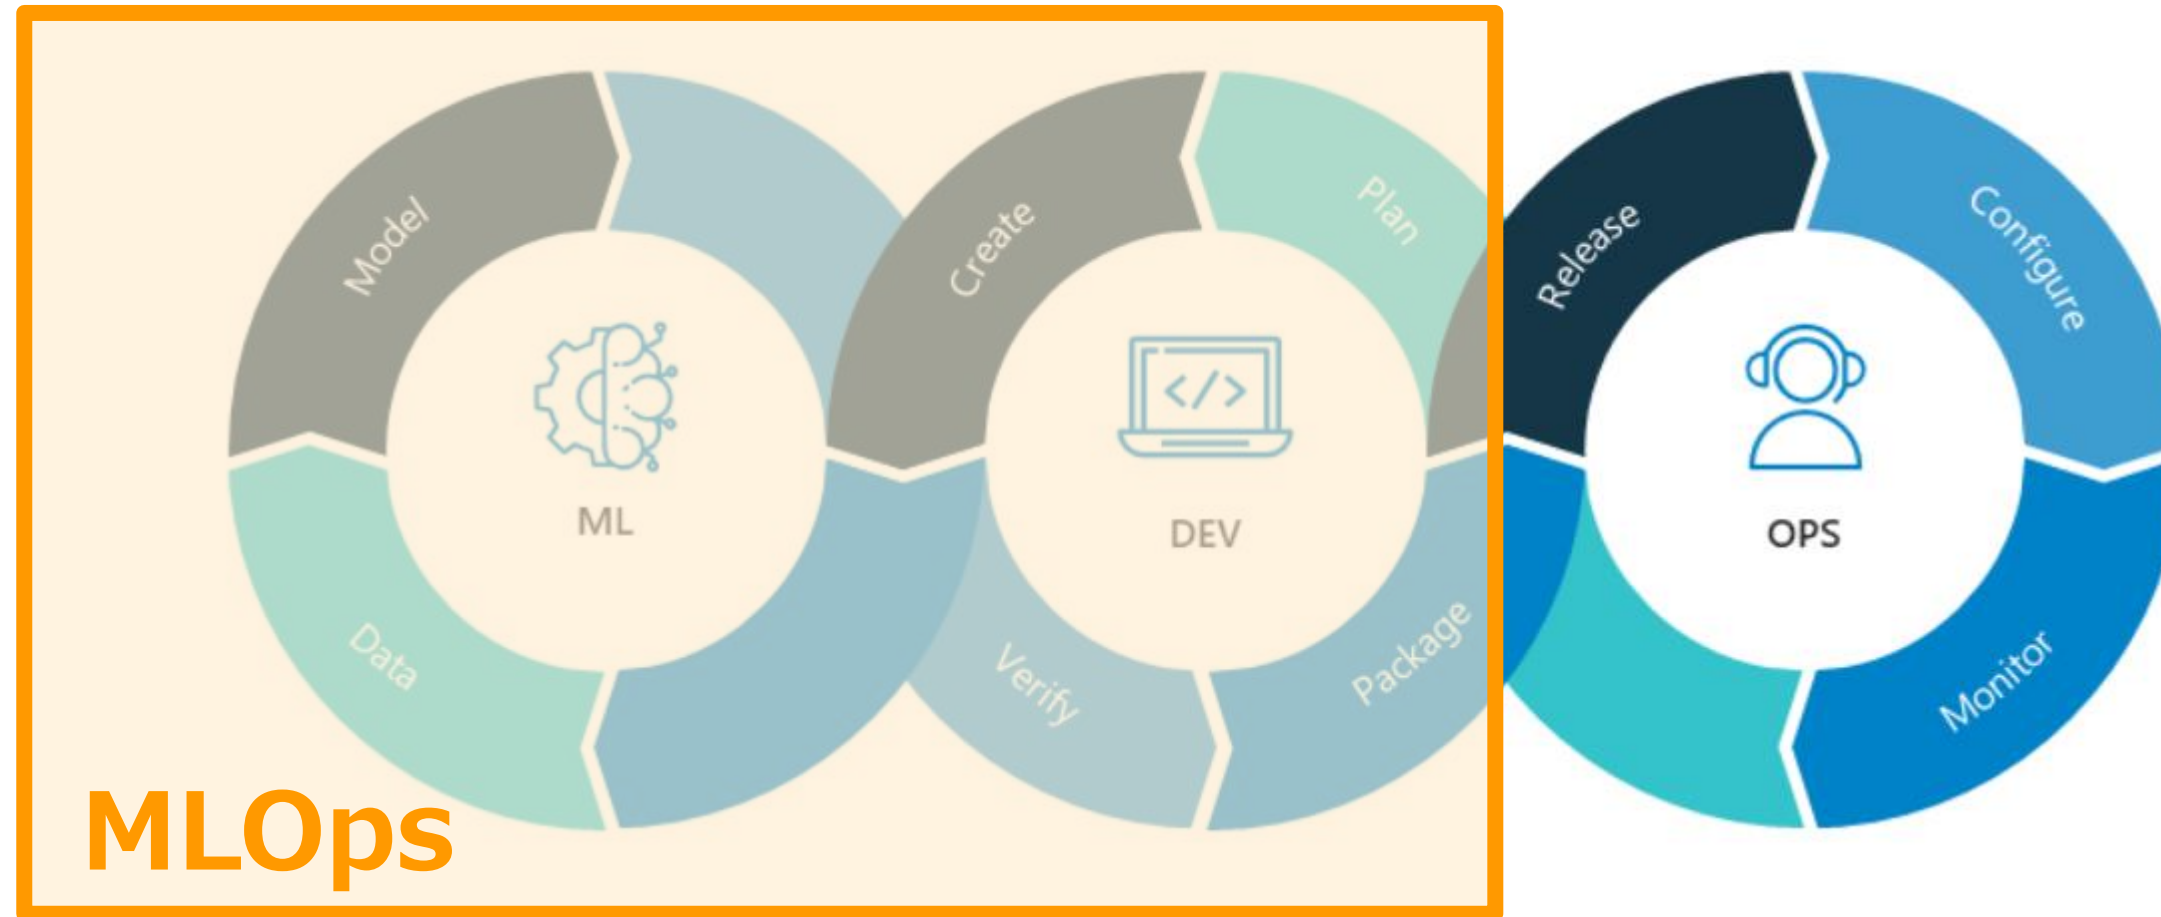 Model
Data
ML
Create
Plan
Verify
Package
DEV
Release
Configure
Monitor
OPS
MLOps